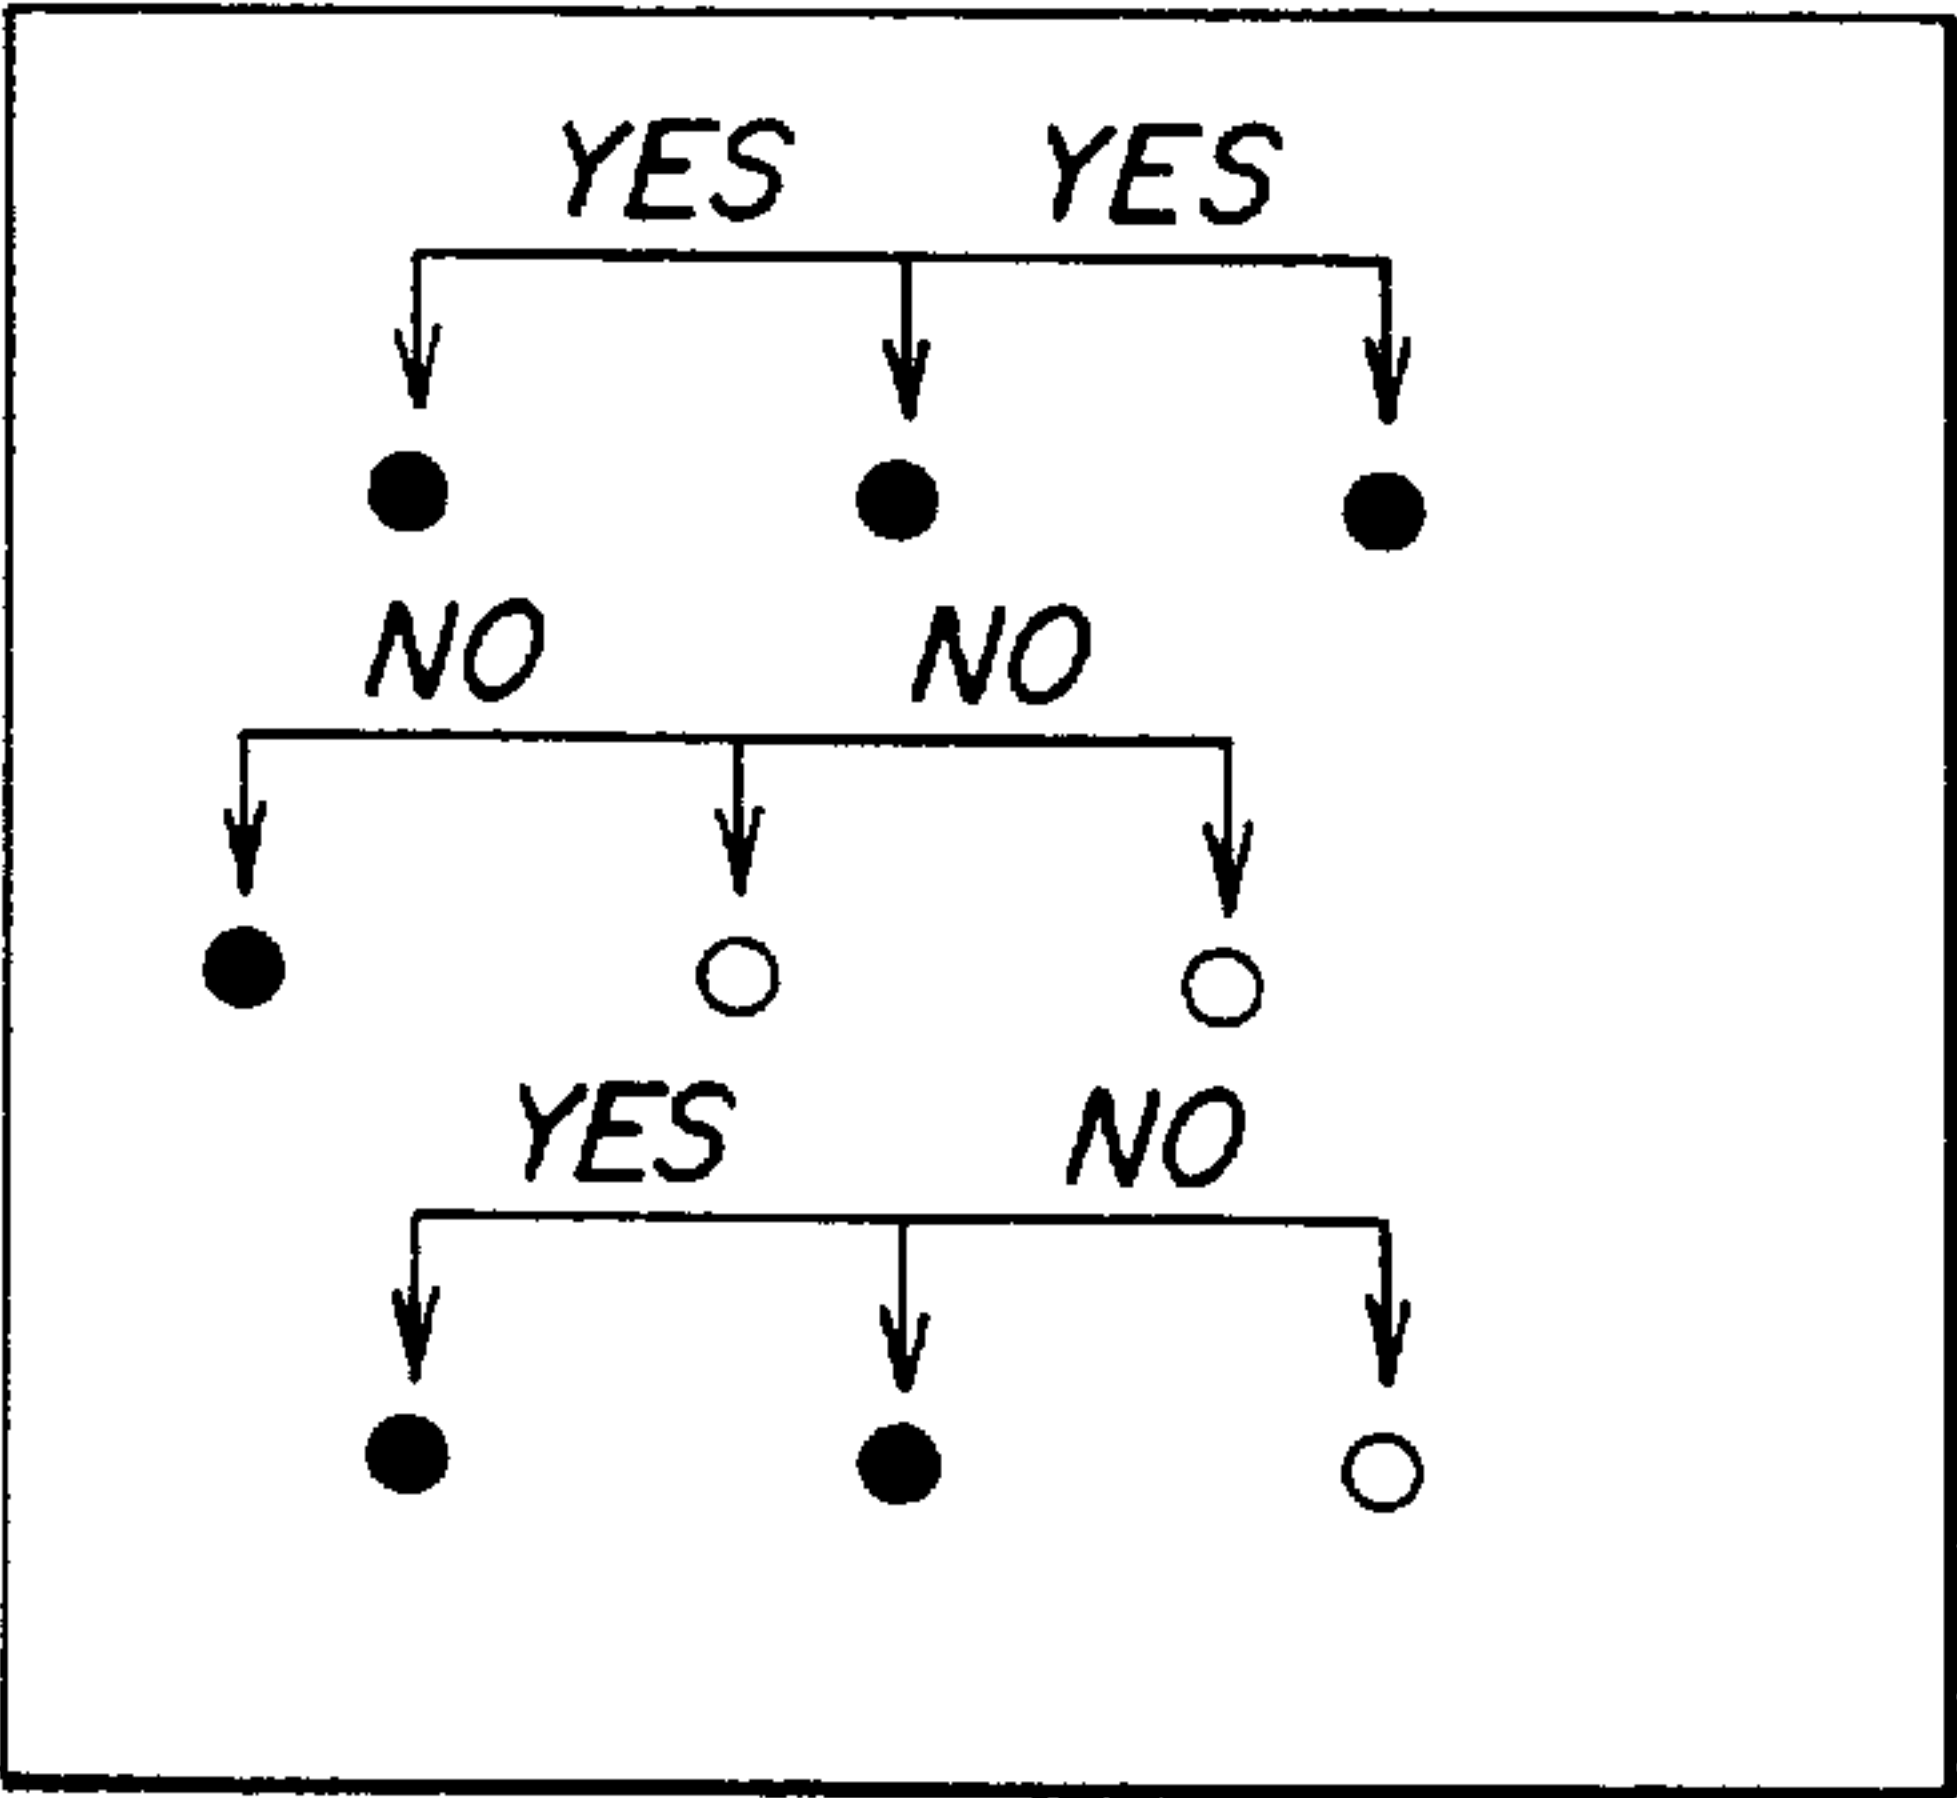 YES YES
NO NO
YES NO